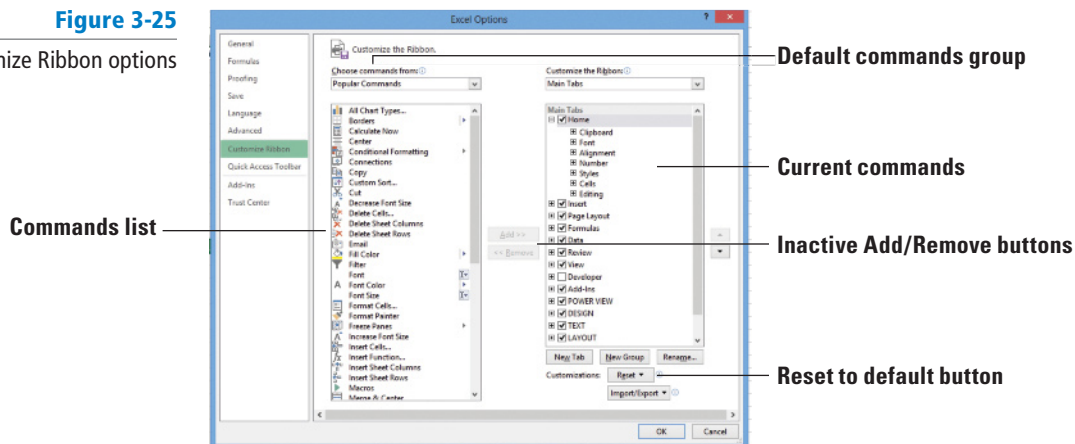 Figure 3-25
nize Ribbon options
Excel Options
?
General
Formulas
Proofing
Save
Language
Advanced
Customize Ribbon
Quick Access Toolbar
Add-Ins
Trust Center
Customize the Ribbon.
Choose commands from:
Popular Commands
All Chart Types...
Borders
Calculate Now
Center
Conditional Formatting
Connections
Copy
Custom Sort...
Cut
Decrease Font Size
Delete Cells...
Delete Sheet Columns
Delete Sheet Rows
Email
Fill Color
Filter
Font
Font Color
Font Size
Format Cells...
Format Painter
Freeze Panes
Increase Font Size
Insert Cells...
Insert Function...
Insert Sheet Columns
Insert Sheet Rows
Macros
Merge & Center
Add >>
<< Remove
Customize the Ribbon:
Main Tabs
Main Tabs
Home
Clipboard
Font
Alignment
Number
Styles
Cells
Editing
Insert
Page Layout
Formulas
Data
Review
View
Developer
Add-Ins
POWER VIEW
DESIGN
TEXT
LAYOUT
New Tab
New Group
Rename...
Customizations:
Reset
Import/Export
OK
Cancel
Commands list
Default commands group
Current commands
Inactive Add/Remove buttons
Reset to default button